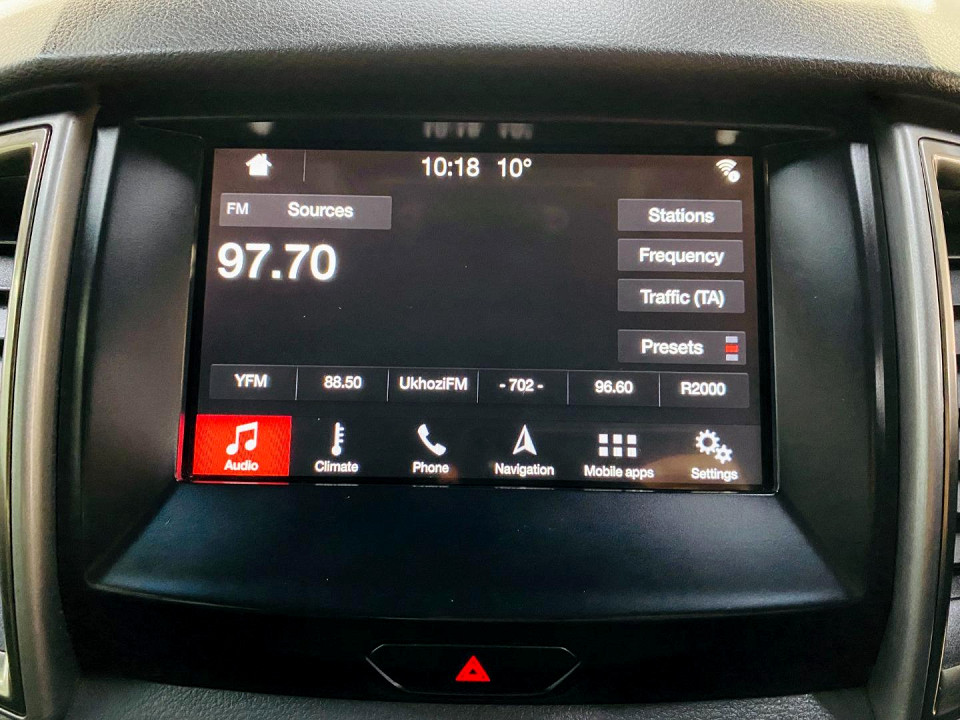 10:18 10°
FM Sources
Stations
97.70
Frequency
Traffic (TA)
Presets
YFM 88.50 UkhoziFM - 702 - 96.60 R2000
Audio Climate Phone Navigation Mobile apps Settings